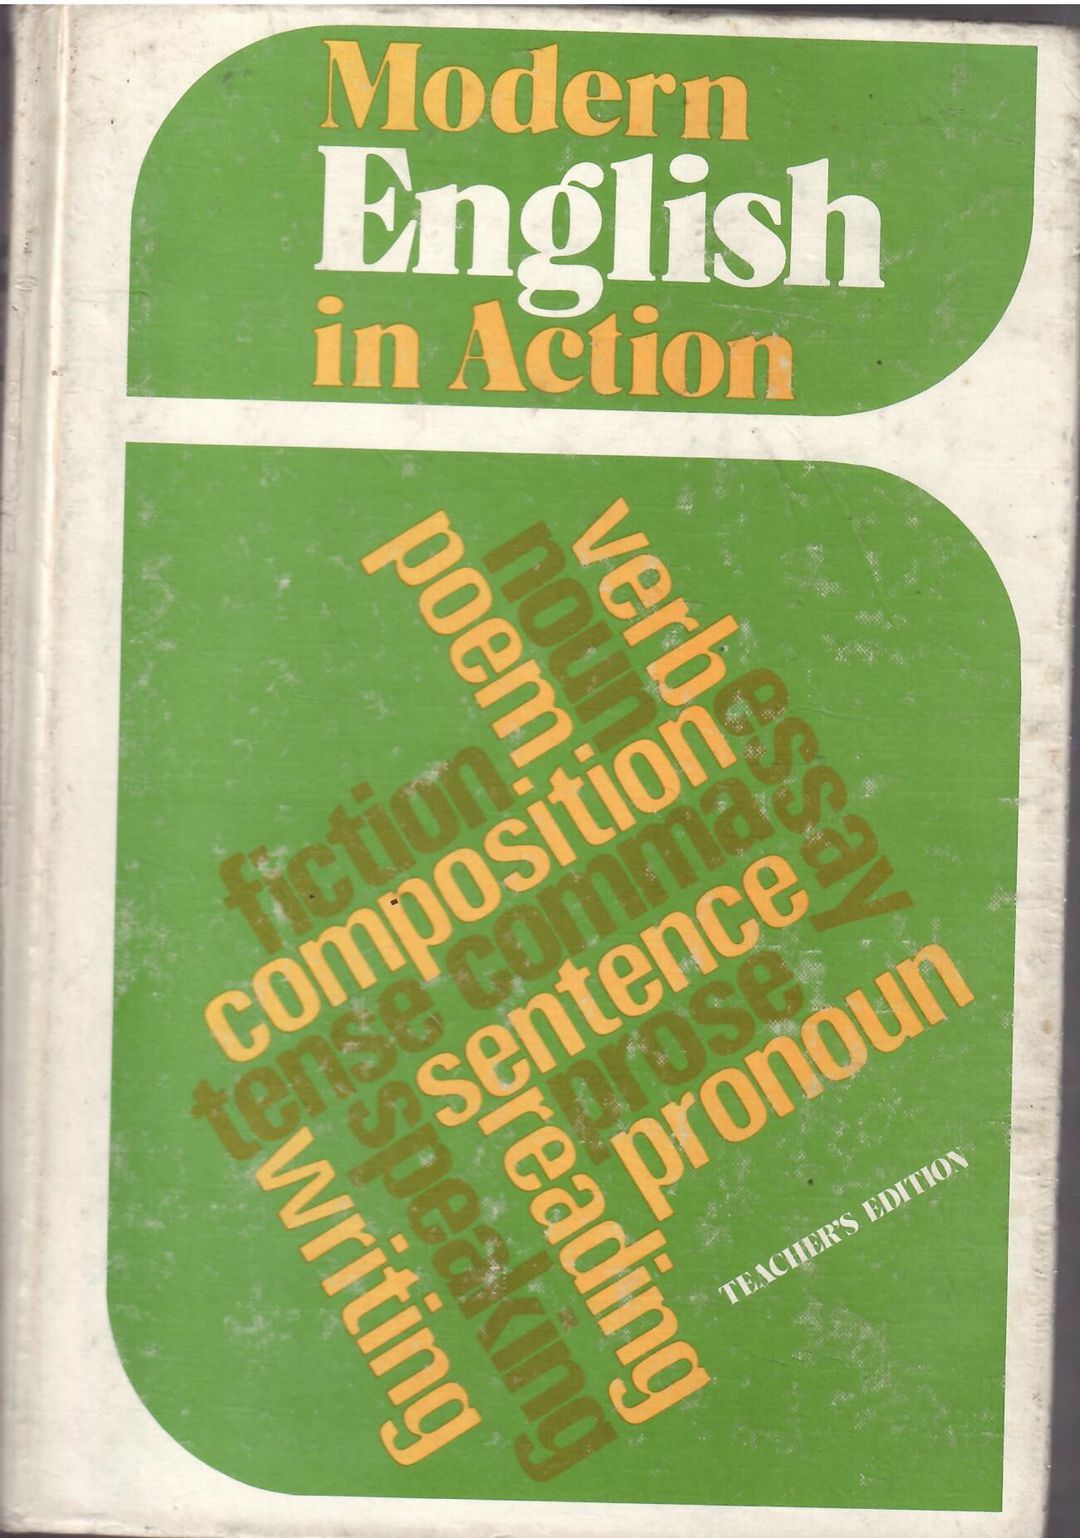 Modern
English
in Action
verb
noun
poem
essay
fiction
composition
comma
tense
sentence
prose
pronoun
writing
speaking
reading
TEACHER'S EDITION